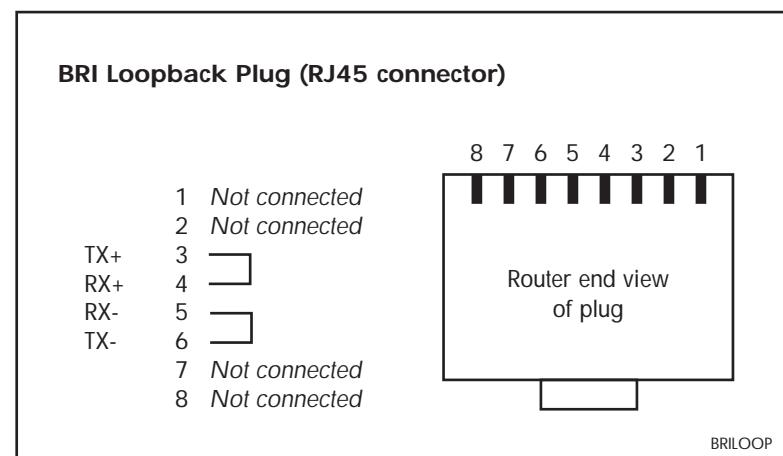 BRI Loopback Plug (RJ45 connector)
8 7 6 5 4 3 2 1
1 Not connected
2 Not connected
TX+ 3
RX+ 4
RX- 5
TX- 6
7 Not connected
8 Not connected
Router end view
of plug
BRILOOP